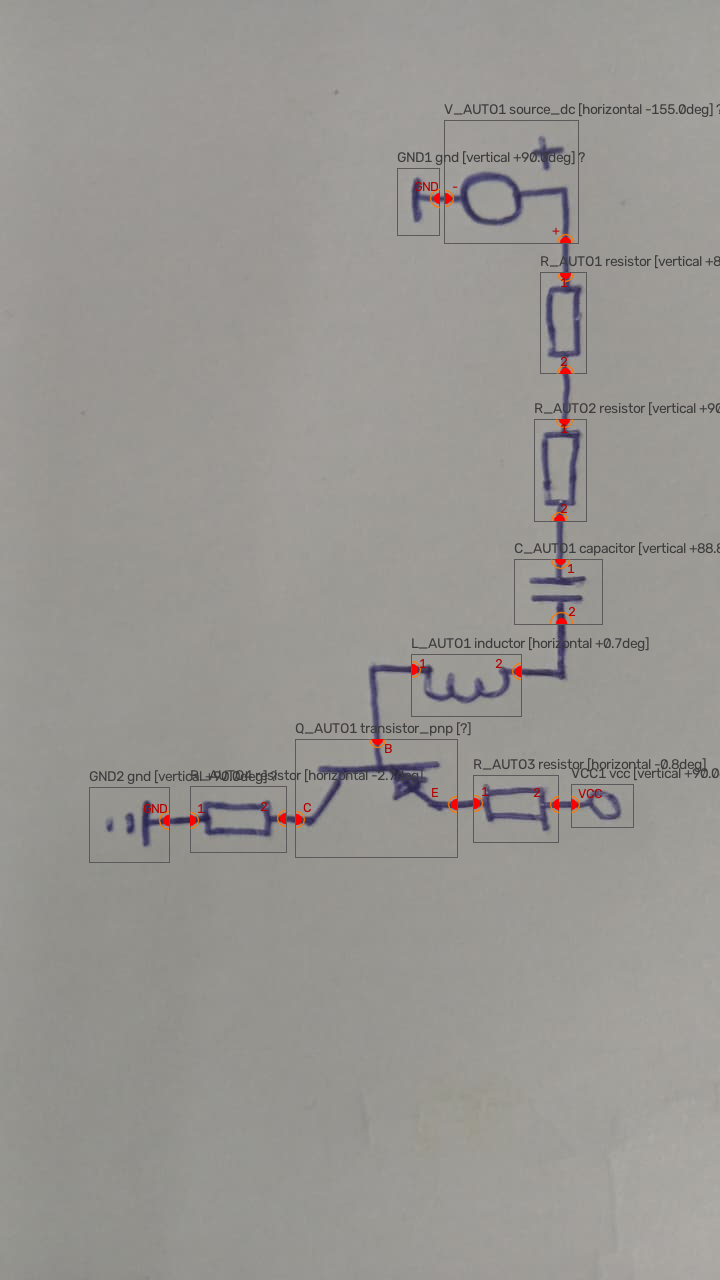 V_AUTO1 source_dc [horizontal -155.0deg] ?
+
GND1 gnd [vertical +90.0deg] ?
GND
-
+
R_AUTO1 resistor [vertical +8
1
2
R_AUTO2 resistor [vertical +90
1
2
C_AUTO1 capacitor [vertical +88.8
1
2
L_AUTO1 inductor [horizontal +0.7deg]
1 2
Q_AUTO1 transistor_pnp [?]
B
R_AUTO3 resistor [horizontal -0.8deg]
VCC1 vcc [vertical +90.0
GND2 gnd [vertical +90.0deg] ?
resistor [horizontal -2.
E
1 2
VCC
GND
1 2
C